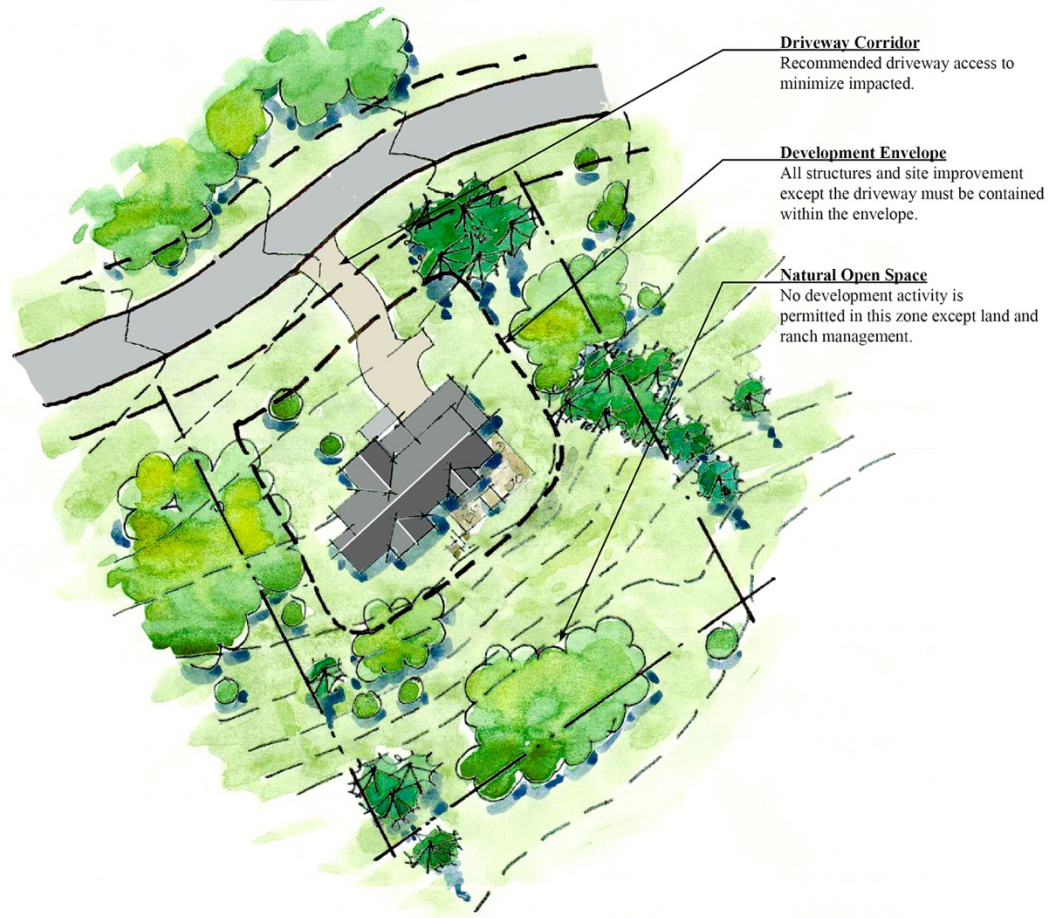 Driveway Corridor
Recommended driveway access to
minimize impacted.
Development Envelope
All structures and site improvement
except the driveway must be contained
within the envelope.
Natural Open Space
No development activity is
permitted in this zone except land and
ranch management.